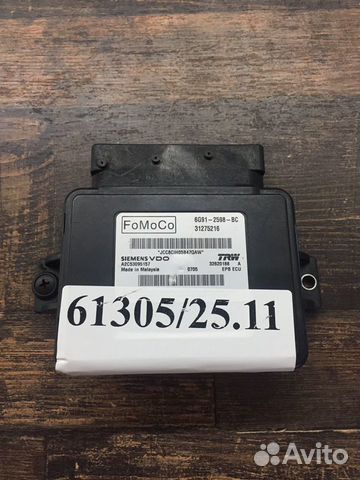 FoMoCo
6G91-2598-BC
31275216
SIEMENS VDO
A2C53095157
Made in Malaysia
0705
TRW
32620188 A
EPB ECU
61305/25.11
Avito